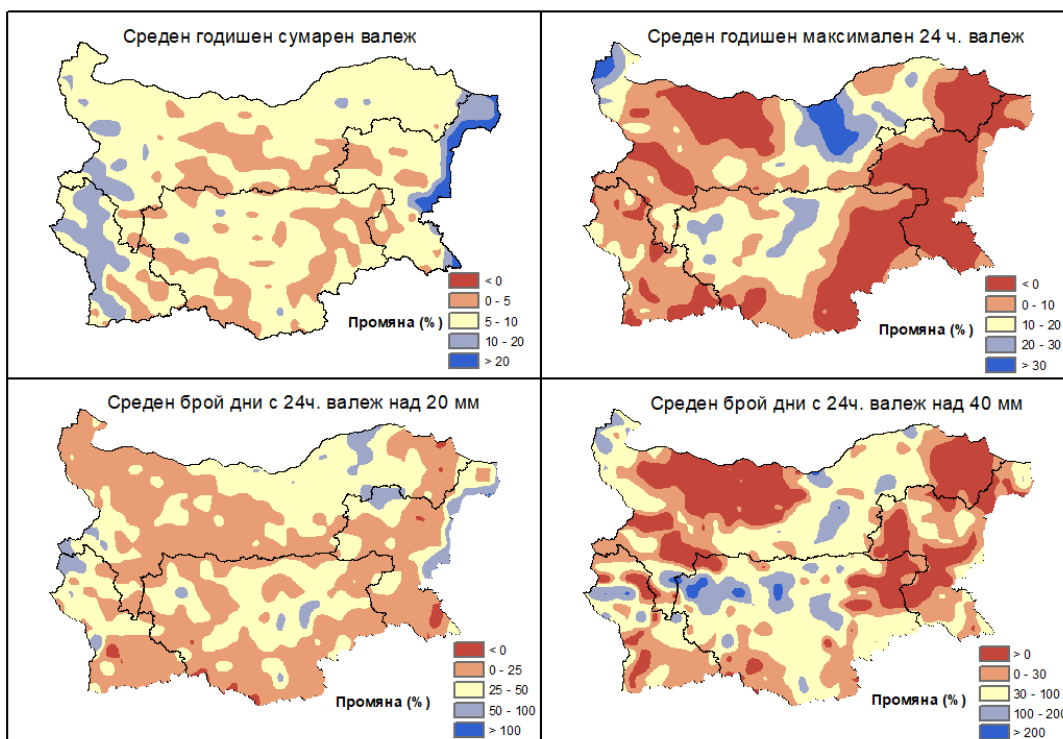 Среден годишен сумарен валеж
< 0
0 - 5
5 - 10
10 - 20
> 20
Промяна (%)
Среден годишен максимален 24 ч. валеж
< 0
0 - 10
10 - 20
20 - 30
> 30
Промяна (%)
Среден брой дни с 24ч. валеж над 20 мм
< 0
0 - 25
25 - 50
50 - 100
> 100
Промяна (%)
Среден брой дни с 24ч. валеж над 40 мм
> 0
0 - 30
30 - 100
100 - 200
> 200
Промяна (%)